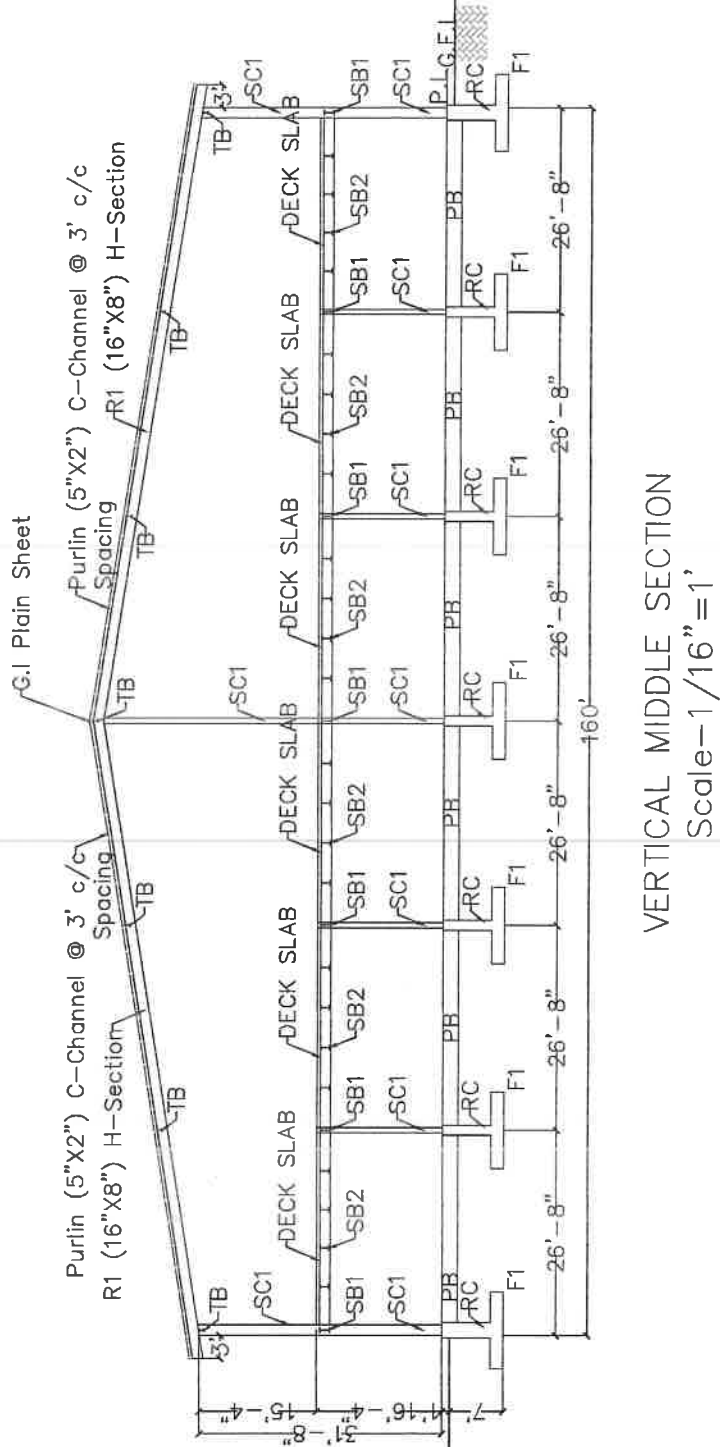 G.I Plain Sheet
Purlin (5"X2") C-Channel @ 3' c/c
Spacing
R1 (16"X8") H-Section
Purlin (5"X2") C-Channel @ 3' c/c
Spacing
R1 (16"X8") H-Section
TB
TB
TB
TB
TB
TB
TB
3'
3'
SC1
SC1
SC1
DECK SLAB
DECK SLAB
DECK SLAB
DECK SLAB
DECK SLAB
DECK SLAB
SB1
SB2
SB1
SB2
SB1
SB2
SB1
SB2
SB1
SB2
SB1
SB2
SB1
SC1
SC1
SC1
SC1
SC1
SC1
SC1
31'-8"
15'-4"
16'-4"
1'
7'
P.L
G.F.L
PB
PB
PB
PB
PB
PB
RC
RC
RC
RC
RC
RC
RC
F1
F1
F1
F1
F1
F1
F1
26'-8"
26'-8"
26'-8"
26'-8"
26'-8"
26'-8"
160'
VERTICAL MIDDLE SECTION
Scale-1/16"=1'